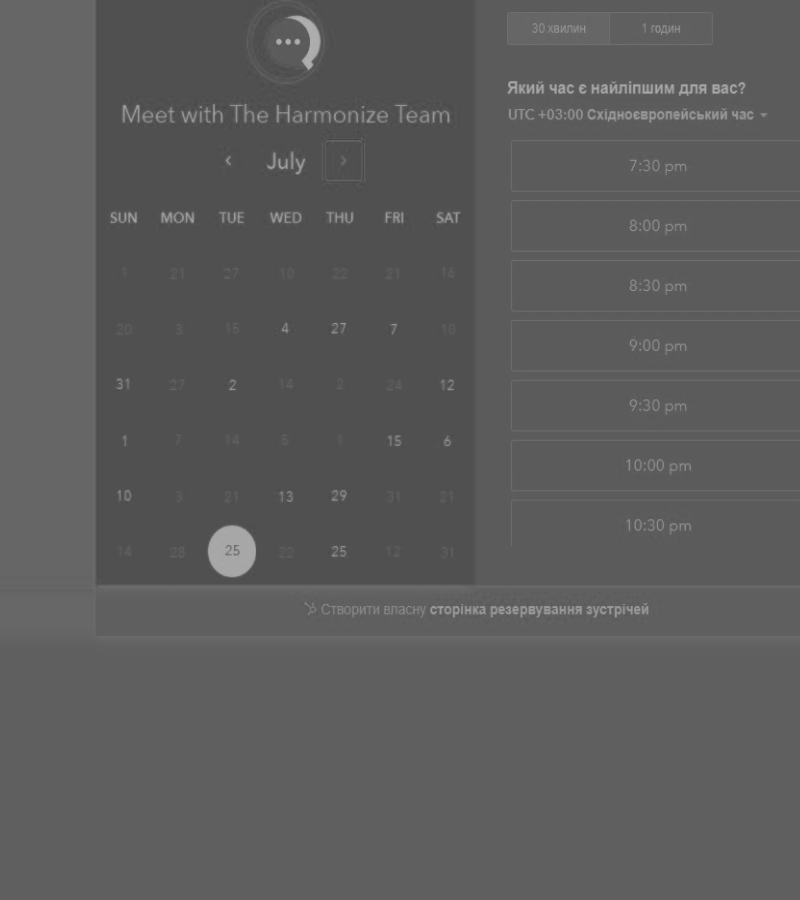 30 хвилин 1 годин
Який час є найліпшим для вас?
Meet with The Harmonize Team
UTC +03:00 Східноєвропейський час
July
7:30 pm
8:00 pm
8:30 pm
9:00 pm
9:30 pm
10:00 pm
10:30 pm
SUN MON TUE WED THU FRI SAT
1 21 27 10 22 21 16
20 3 15 4 27 7 10
31 27 2 14 2 24 12
1 7 14 5 1 15 6
10 3 21 13 29 31 21
14 28 25 22 25 12 31
Створити власну сторінка резервування зустрічей